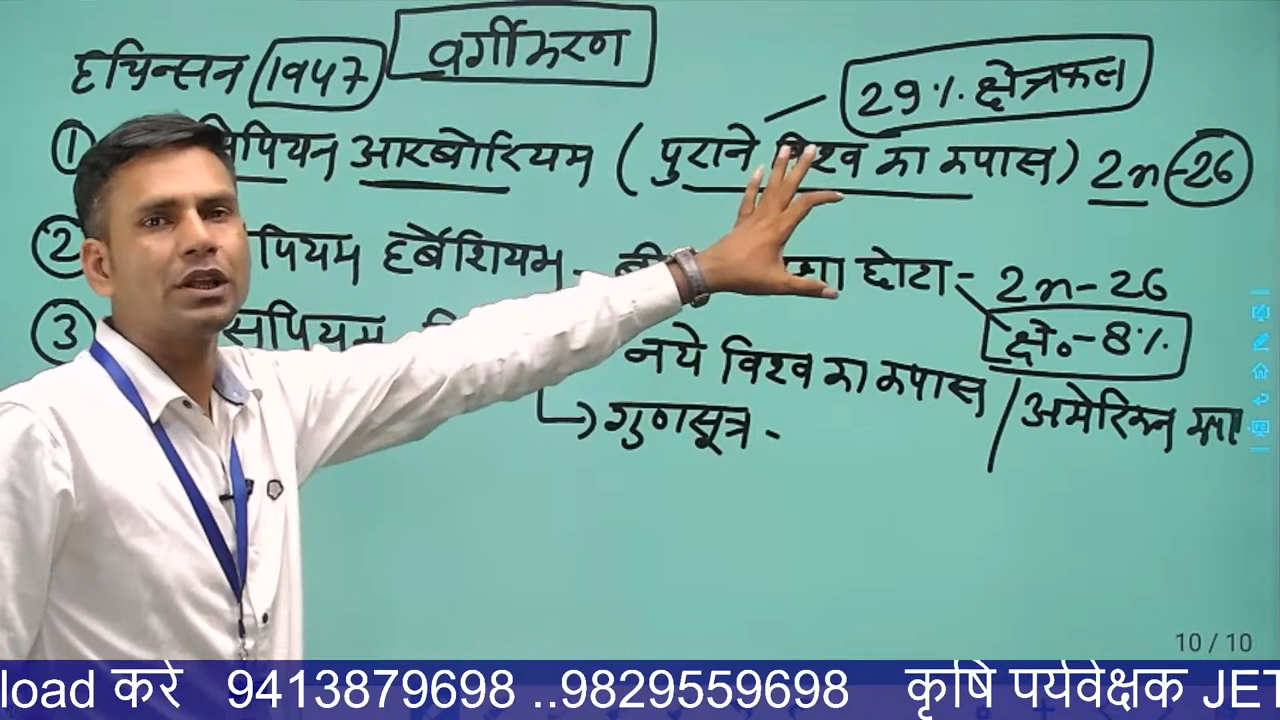 हचिन्सन 1957 वर्गीकरण
29% क्षेत्रफल
① सिपियन आरबोरियम ( पुराने विश्व का कपास ) 2n-26
② पियम हर्बेशियम - छोटा - 2n-26
क्षे०-8%
③ सपियम
नये विश्व का कपास / अमेरिकन
↳ गुणसूत्र -
10 / 10
load करे 9413879698 ..9829559698 कृषि पर्यवेक्षक JET